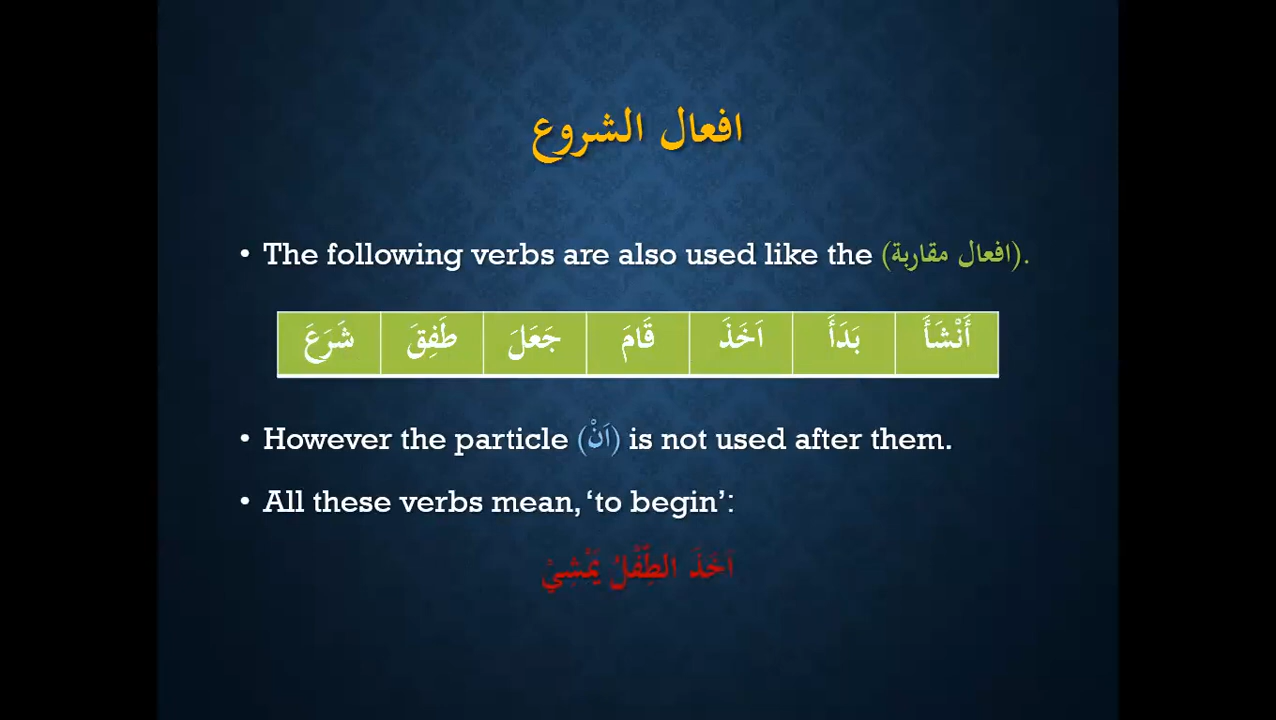 افعال الشروع
• The following verbs are also used like the (افعال مقاربة).
أَنْشَأَ بَدَأَ اَخَذَ قَامَ جَعَلَ طَفِقَ شَرَعَ
• However the particle (اَنْ) is not used after them.
• All these verbs mean, ‘to begin’:
اَخَذَ الطِّفْلُ يَمْشِيْ